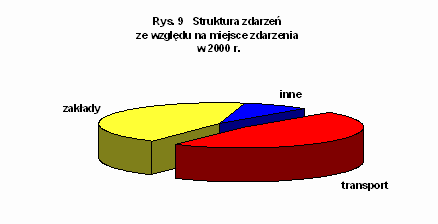 Rys. 9 Struktura zdarzeń
ze względu na miejsce zdarzenia
w 2000 r.
inne
zakłady
transport